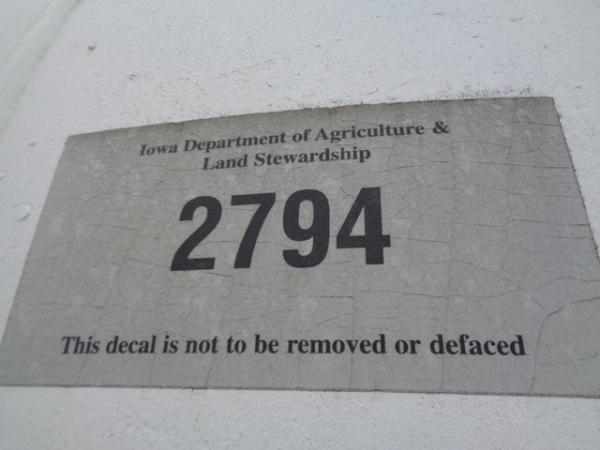 Iowa Department of Agriculture &
Land Stewardship
2794
This decal is not to be removed or defaced